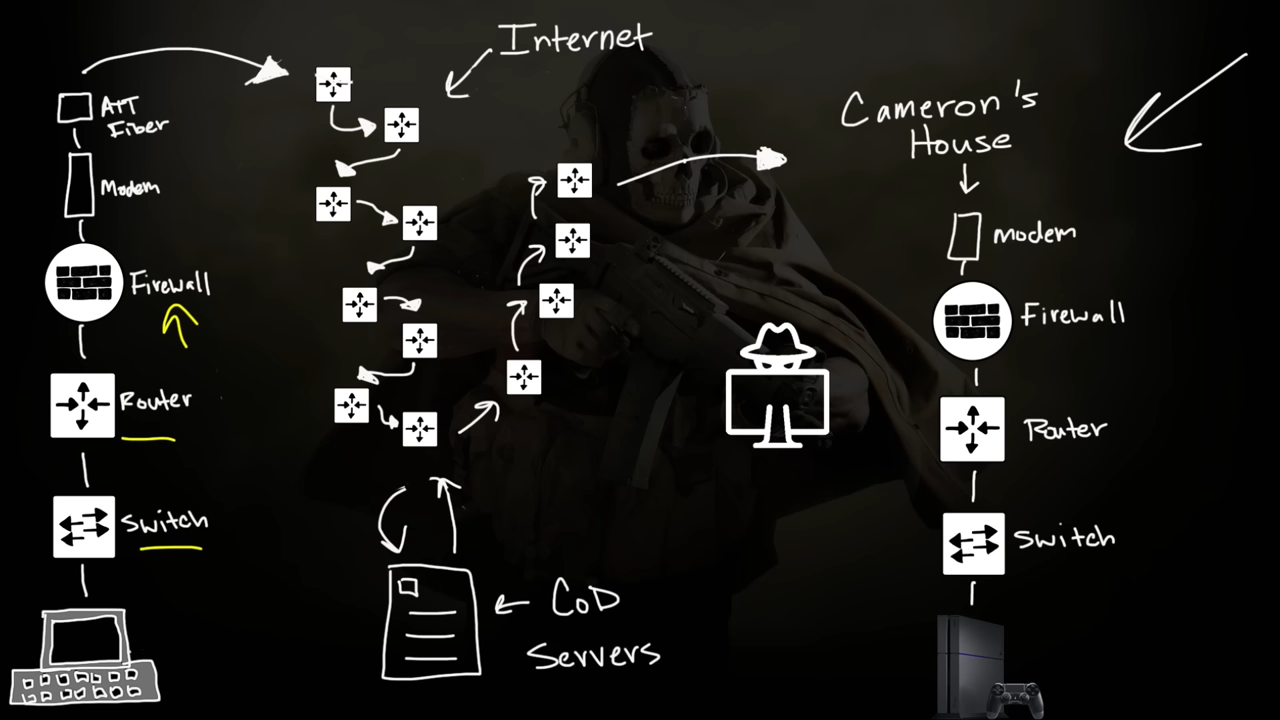 Internet
AtT
Fiber
Modem
Firewall
Router
Switch
CoD
Servers
Cameron's
House
Modem
Firewall
Router
Switch